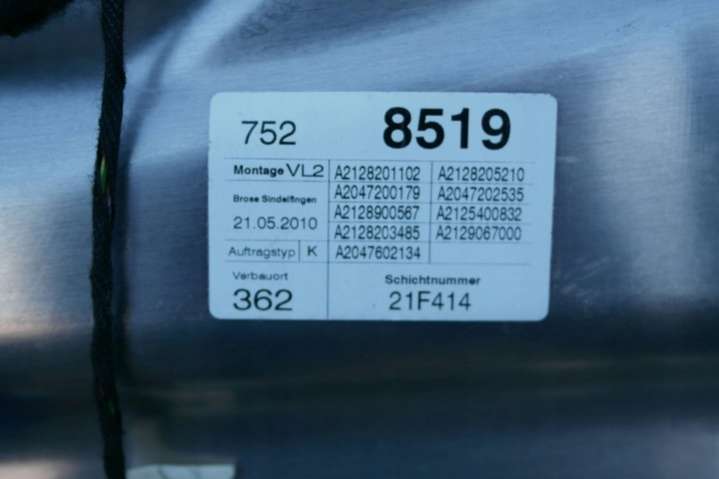 752 8519
Montage VL2 A2128201102 A2128205210
A2047200179 A2047202535
Brose Sindelfingen
A2128900567 A2125400832
21.05.2010
A2128203485 A2129067000
Auftragstyp K A2047602134
Verbauort Schichtnummer
362 21F414